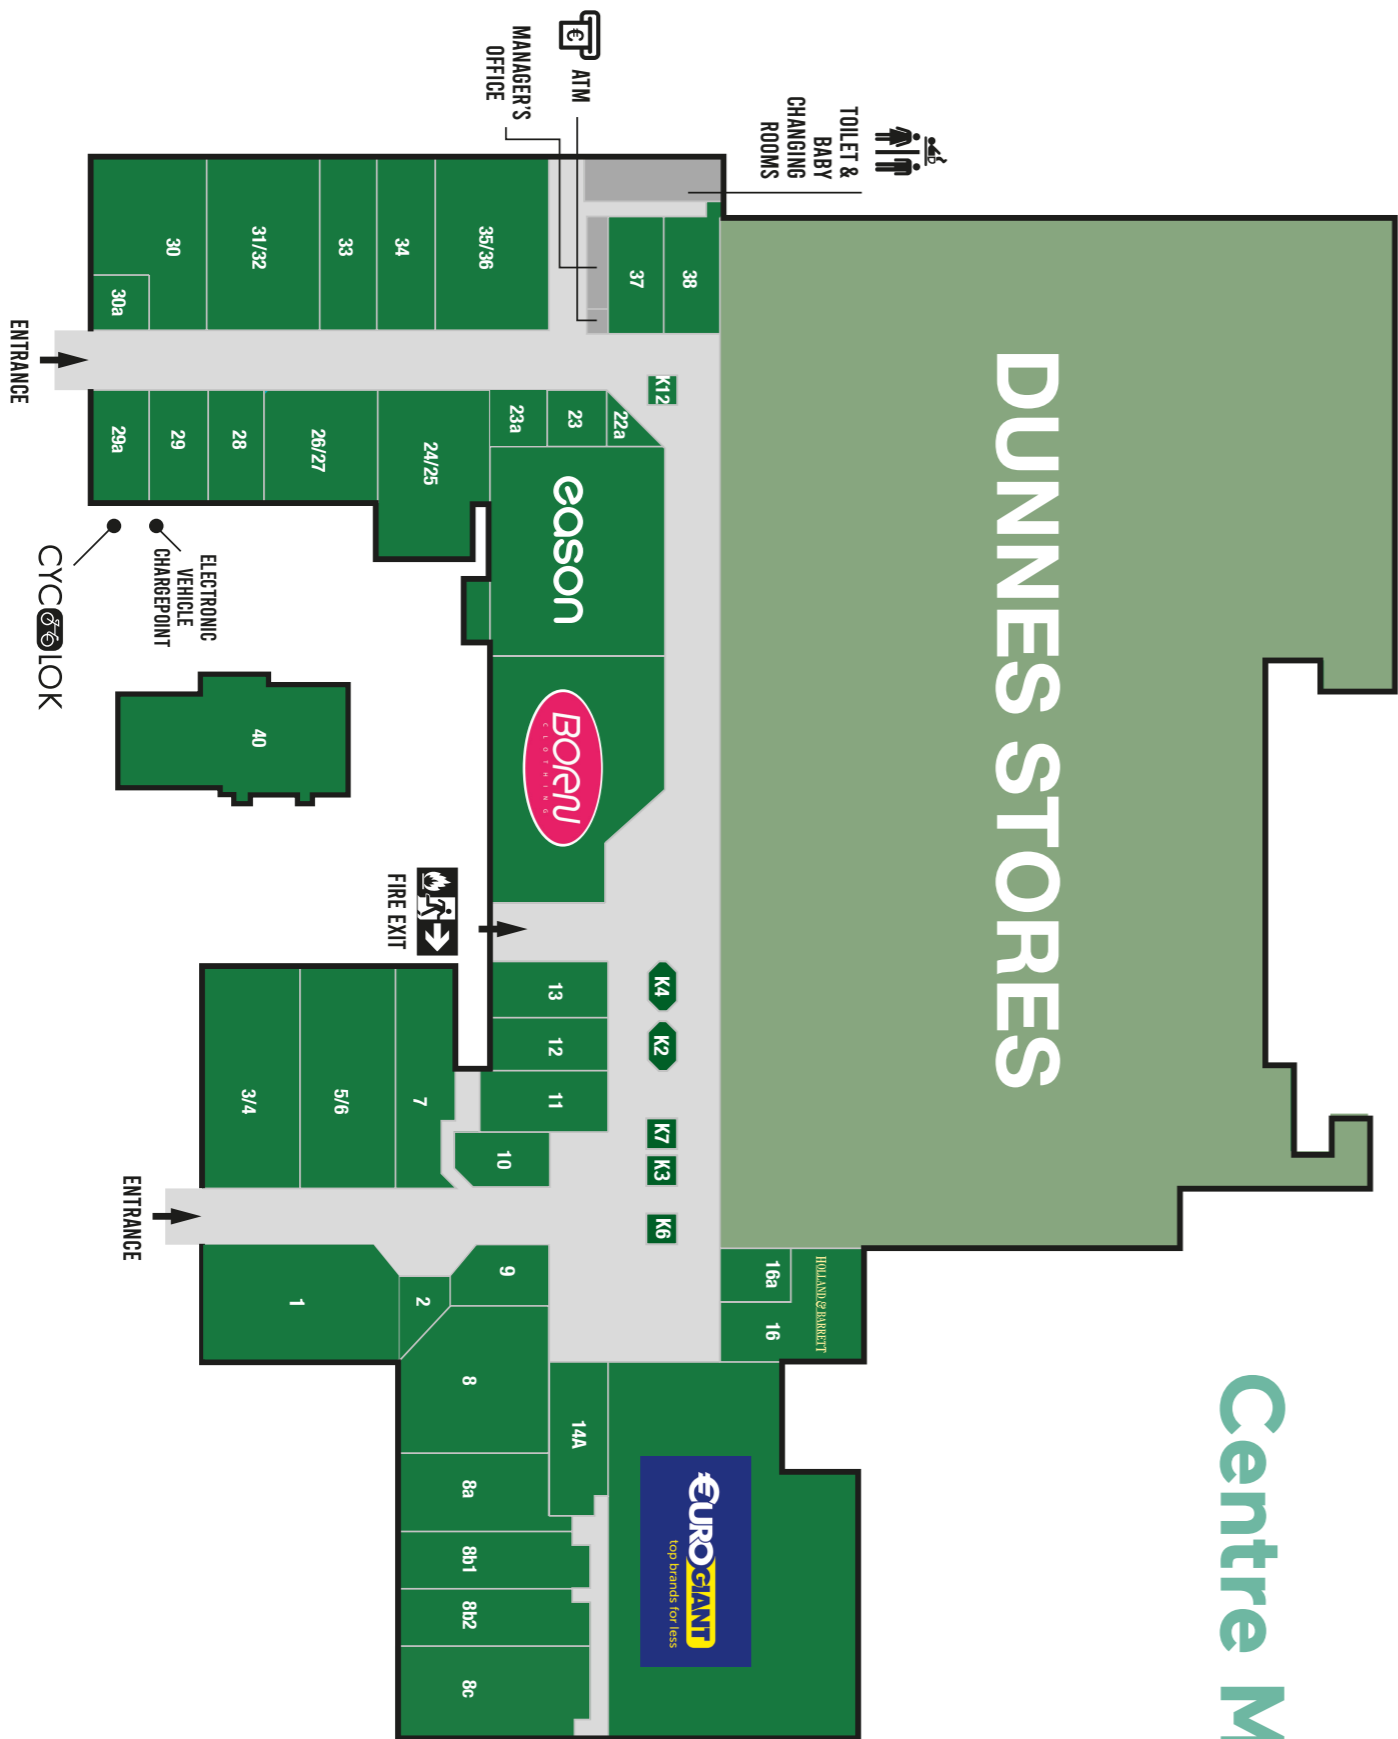 Centre M
DUNNES STORES
TOILET &
BABY
CHANGING
ROOMS
HOLLAND & BARRETT
16a
16
38
37
K12
K4
K2
K7
K3
K6
€UROGIANT
top brands for less
ATM
€
MANAGER'S
OFFICE
22a
23
23a
eason
BORN
CLOTHING
13
12
11
10
9
14A
35/36
34
33
31/32
30
30a
24/25
26/27
28
29
29a
FIRE EXIT
7
5/6
3/4
2
1
8
8a
8b1
8b2
8c
40
ELECTRONIC
VEHICLE
CHARGEPOINT
CYCLOK
ENTRANCE
ENTRANCE